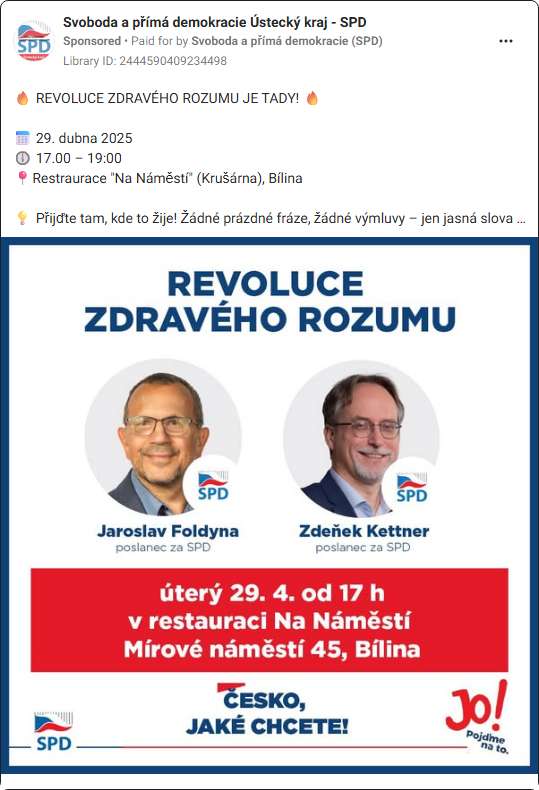 Svoboda a přímá demokracie Ústecký kraj - SPD
Sponsored • Paid for by Svoboda a přímá demokracie (SPD)
Library ID: 2444590409234498
SPD
🔥 REVOLUCE ZDRAVÉHO ROZUMU JE TADY! 🔥
📅 29. dubna 2025
🕔 17.00 – 19:00
📍Restraurace "Na Náměstí" (Krušárna), Bílina
💡 Přijďte tam, kde to žije! Žádné prázdné fráze, žádné výmluvy – jen jasná slova ...
REVOLUCE
ZDRAVÉHO ROZUMU
SPD
SPD
Jaroslav Foldyna
poslanec za SPD
Zdeňek Kettner
poslanec za SPD
úterý 29. 4. od 17 h
v restauraci Na Náměstí
Mírové náměstí 45, Bílina
SPD
ČESKO,
JAKÉ CHCETE!
Jo!
Pojďme
na to.